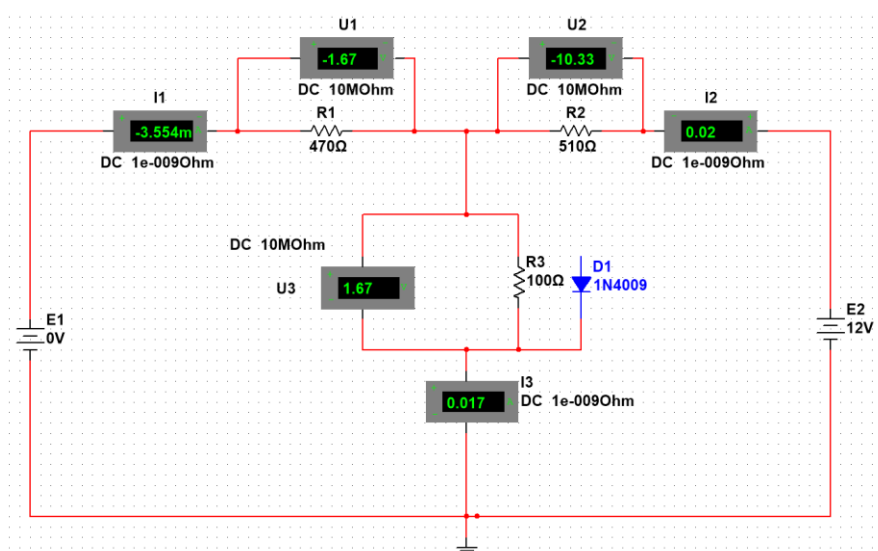 U1
-1.67
DC 10MOhm
U2
-10.33
DC 10MOhm
I1
-3.554m
DC 1e-009Ohm
R1
470Ω
R2
510Ω
I2
0.02
DC 1e-009Ohm
DC 10MOhm
U3
1.67
R3
100Ω
D1
1N4009
E1
0V
E2
12V
I3
0.017
DC 1e-009Ohm